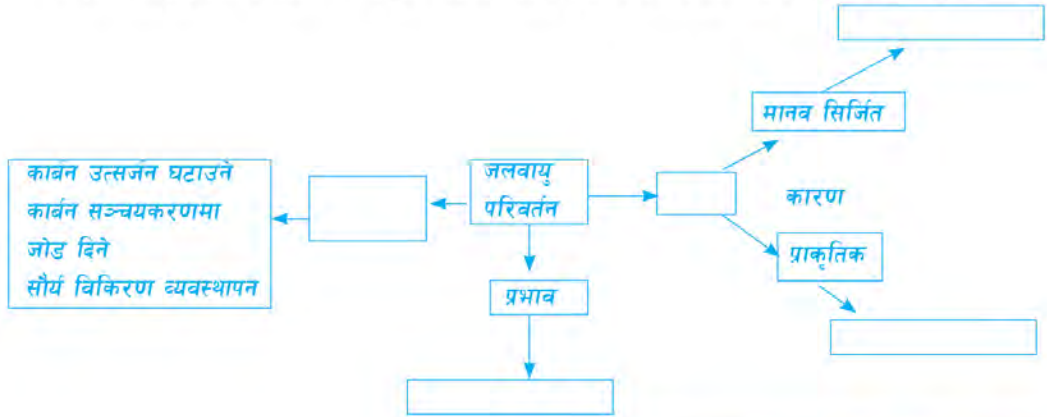 मानव सिर्जित
कार्बन उत्सर्जन घटाउने
कार्बन सञ्चयकरणमा
जोड दिने
सौर्य विकिरण व्यवस्थापन
जलवायु
परिवर्तन
कारण
प्राकृतिक
प्रभाव